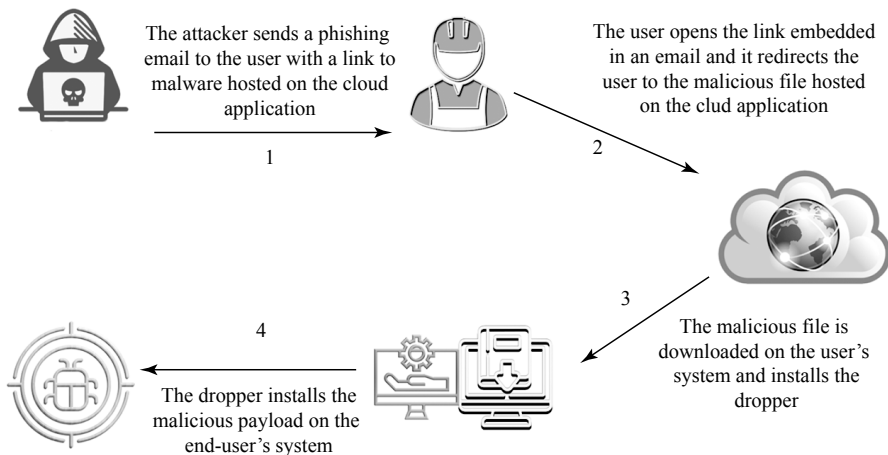 The attacker sends a phishing
email to the user with a link to
malware hosted on the cloud
application
1
The user opens the link embedded
in an email and it redirects the
user to the malicious file hosted
on the clud application
2
3
The malicious file is
downloaded on the user's
system and installs the
dropper
4
The dropper installs the
malicious payload on the
end-user's system